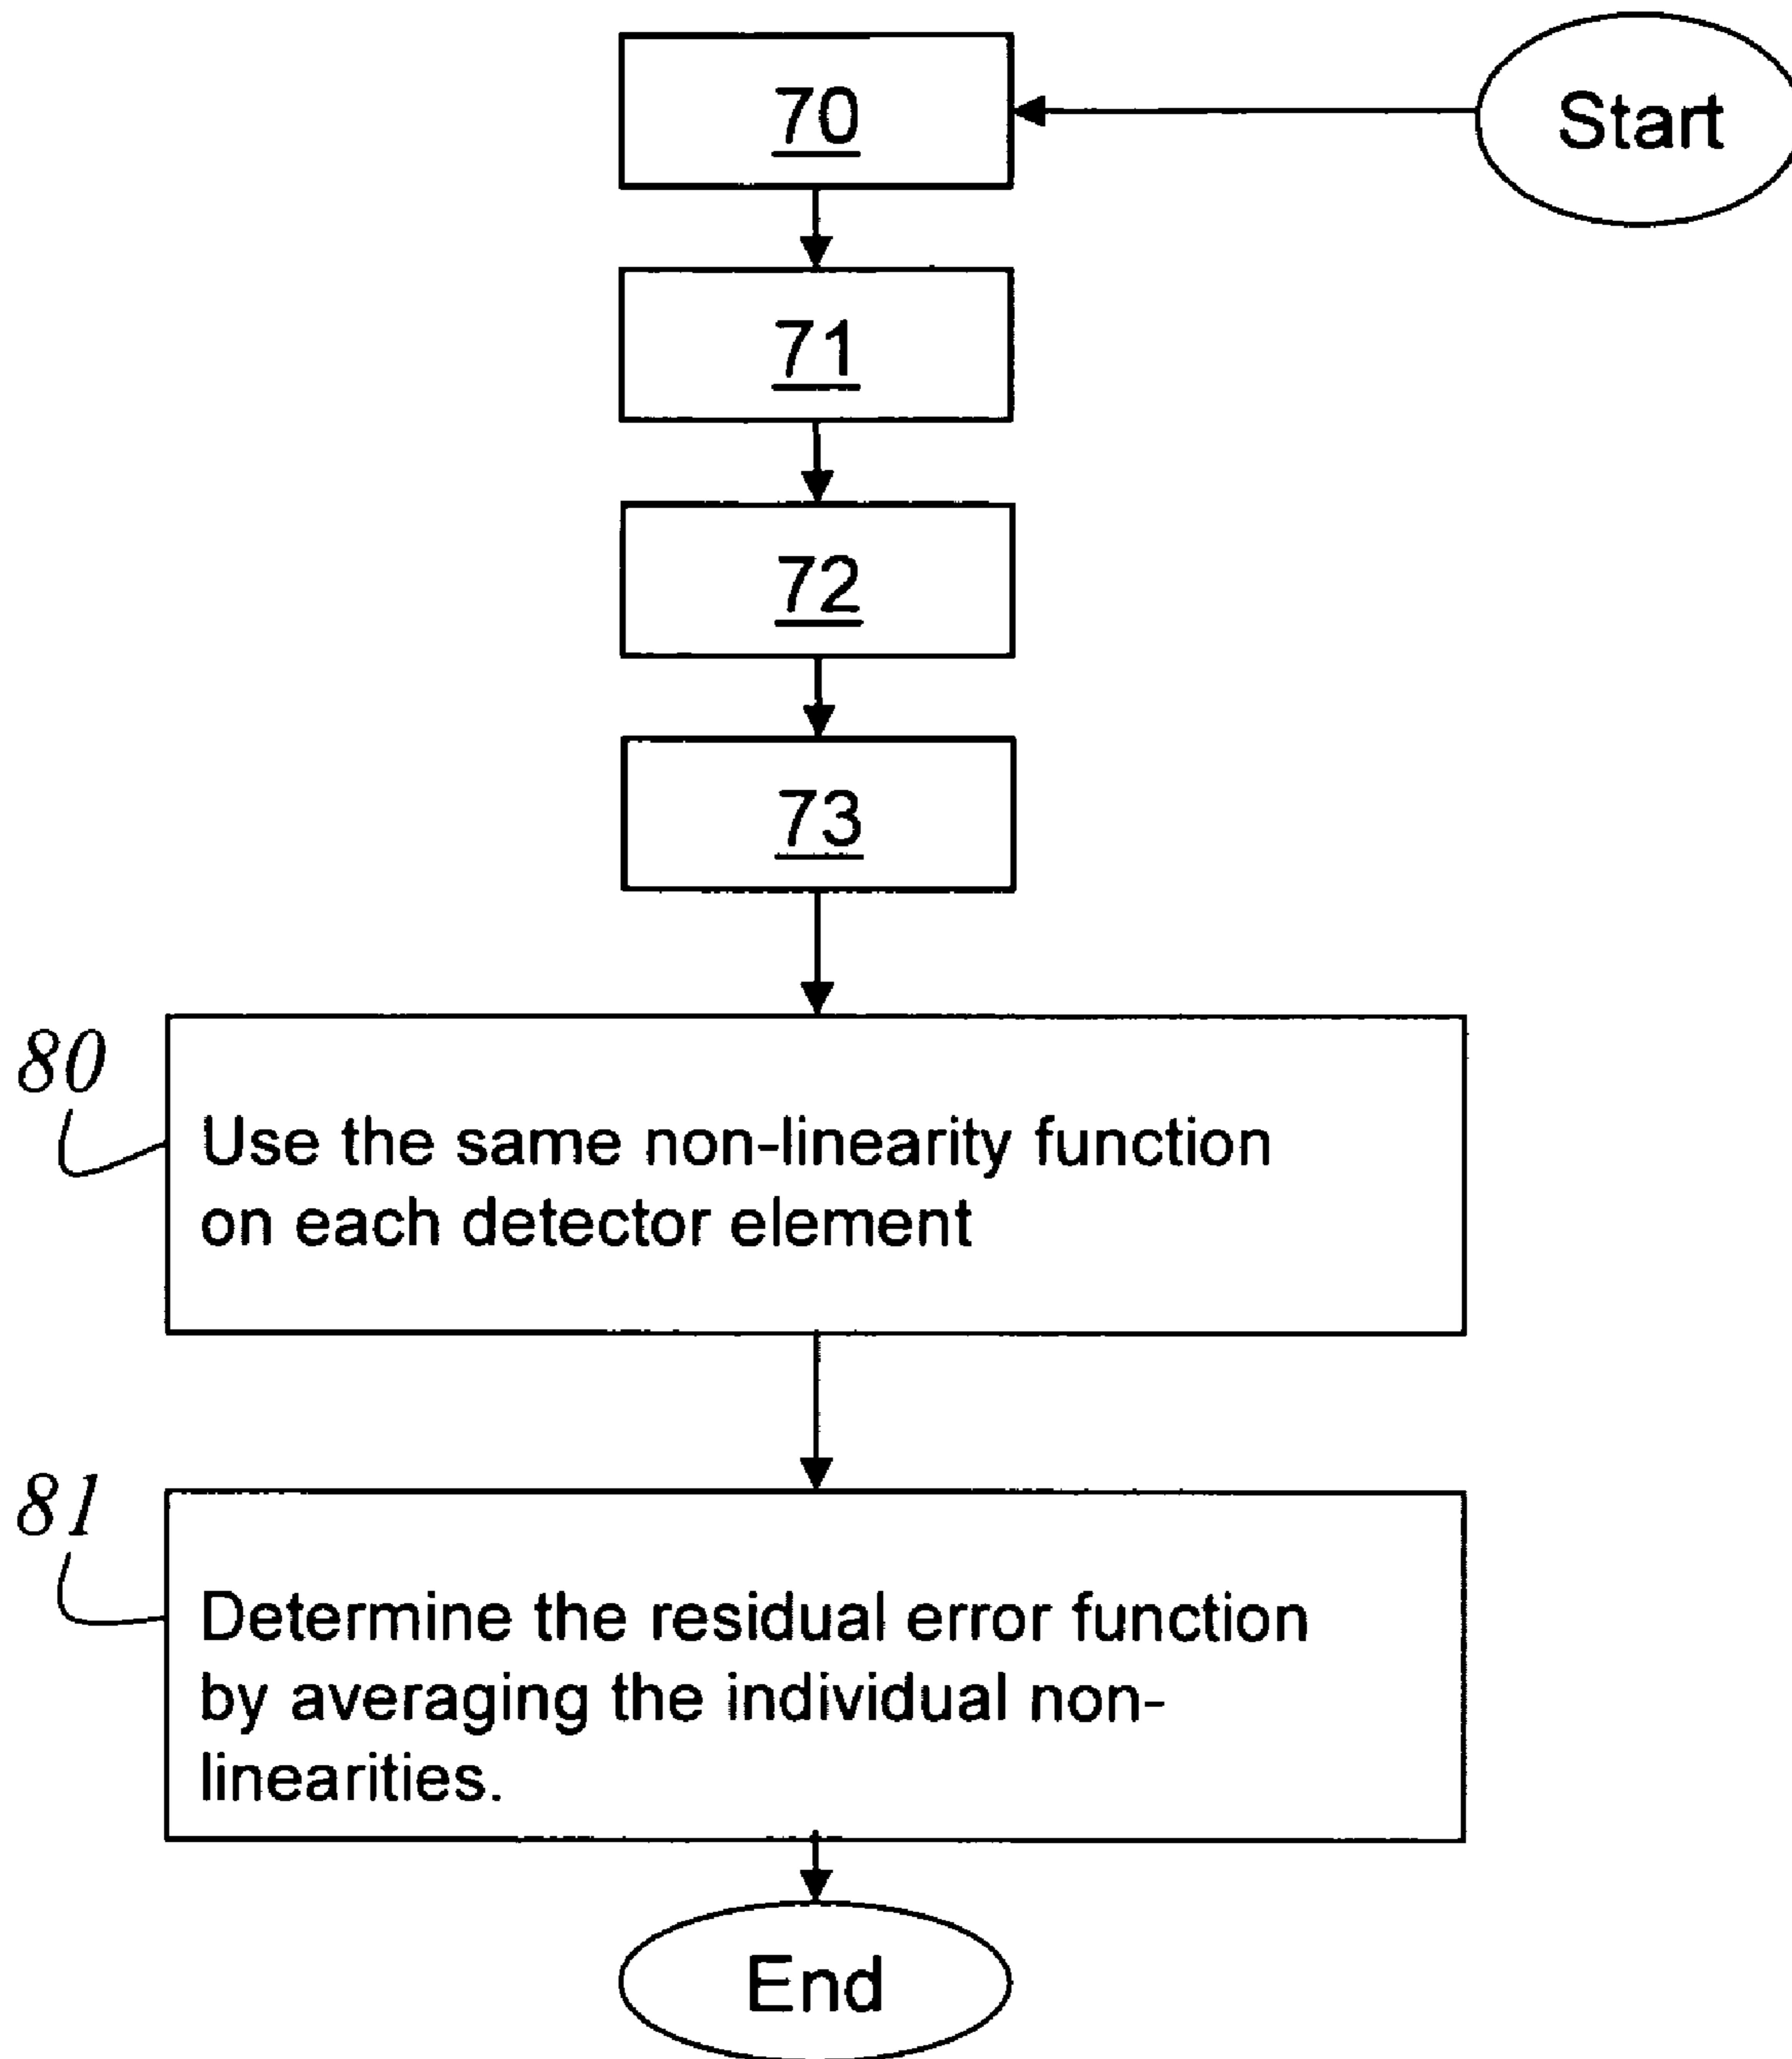 Start
70
71
72
73
80
Use the same non-linearity function
on each detector element
81
Determine the residual error function
by averaging the individual non-
linearities.
End